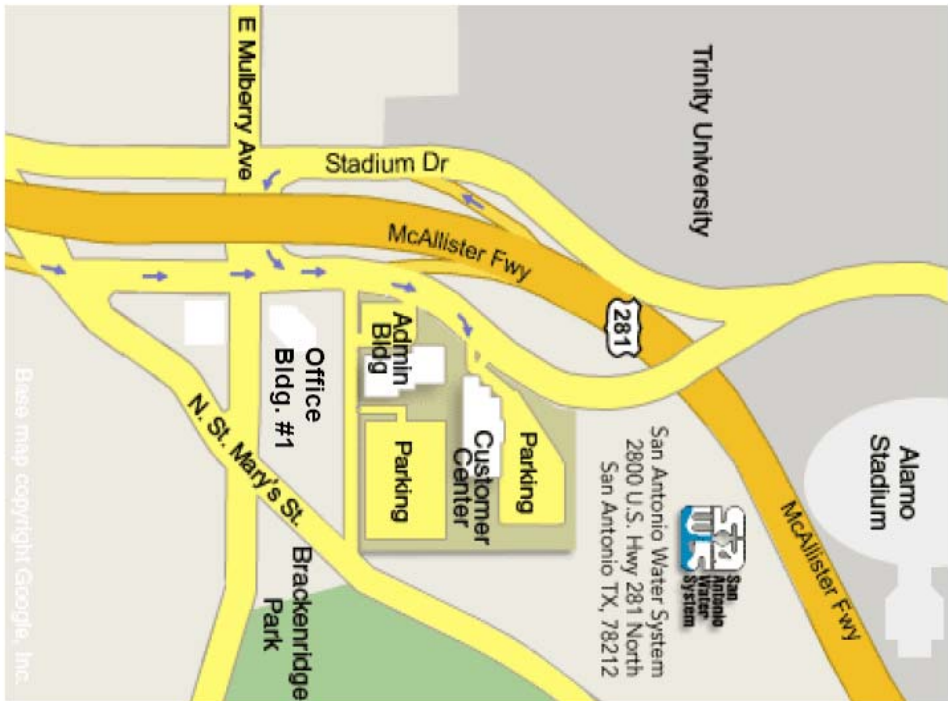 E Mulberry Ave
Stadium Dr
Trinity University
McAllister Fwy
281
Alamo
Stadium
McAllister Fwy
Admin
Bldg
Office
Bldg. #1
Parking
Customer
Center
Parking
San Antonio Water System
2800 U.S. Hwy 281 North
San Antonio TX, 78212
San
Antonio
Water
System
N. St. Mary's St.
Brackenridge
Park
Base map copyright Google, Inc.